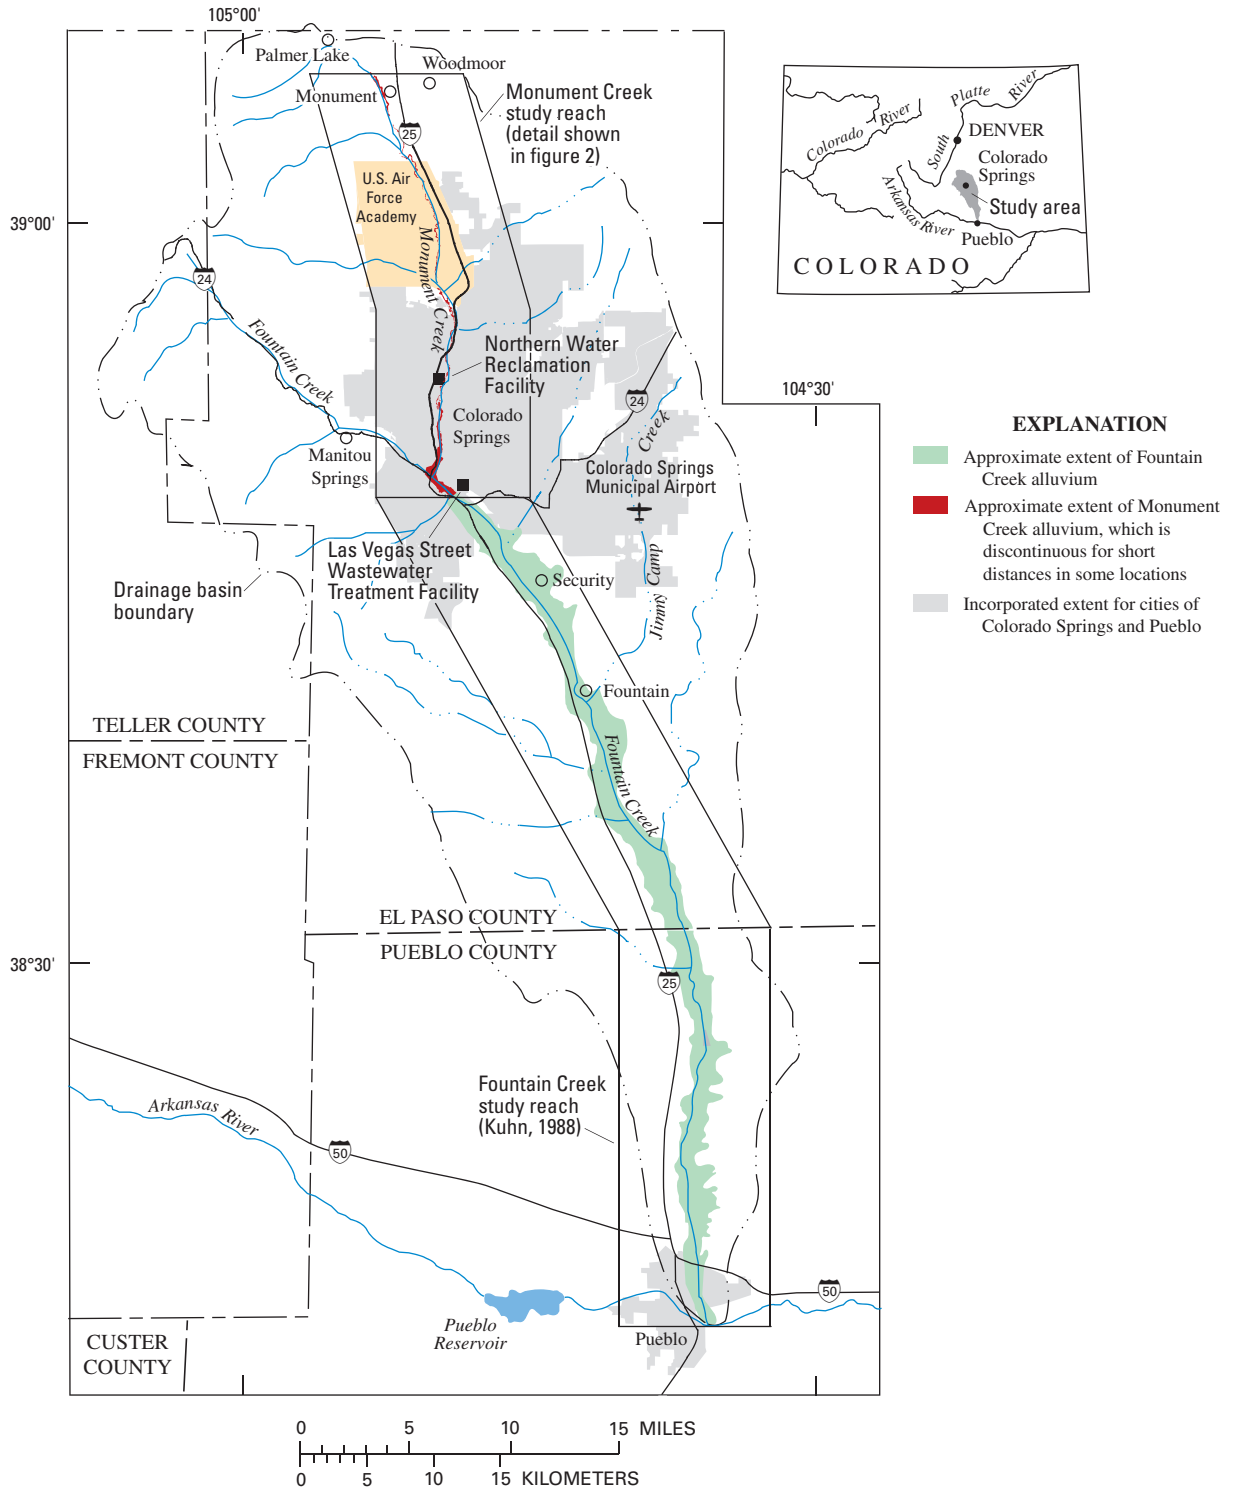 105°00'
Palmer Lake
Woodmoor
Monument
Monument Creek
study reach
(detail shown
in figure 2)
25
U.S. Air
Force
Academy
39°00'
Monument Creek
24
Fountain Creek
Northern Water
Reclamation
Facility
104°30'
24
Colorado
Springs
Manitou
Springs
Colorado Springs
Municipal Airport
Jimmy Camp Creek
Las Vegas Street
Wastewater
Treatment Facility
Security
Drainage basin
boundary
Fountain
TELLER COUNTY
FREMONT COUNTY
Fountain Creek
EL PASO COUNTY
PUEBLO COUNTY
38°30'
25
Fountain Creek
study reach
(Kuhn, 1988)
Arkansas River
50
50
Pueblo
Reservoir
Pueblo
CUSTER
COUNTY
0 5 10 15 MILES
0 5 10 15 KILOMETERS
Colorado River
South Platte River
DENVER
Colorado
Springs
Study area
Arkansas River
Pueblo
COLORADO
EXPLANATION
Approximate extent of Fountain
Creek alluvium
Approximate extent of Monument
Creek alluvium, which is
discontinuous for short
distances in some locations
Incorporated extent for cities of
Colorado Springs and Pueblo